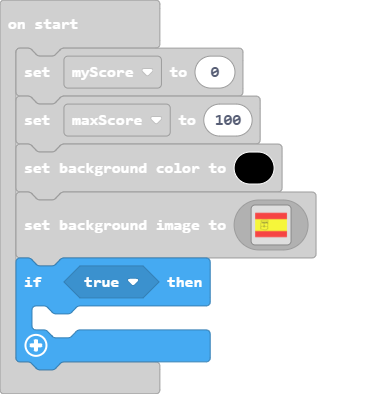 on start
set myScore to 0
set maxScore to 100
set background color to
set background image to
if true then